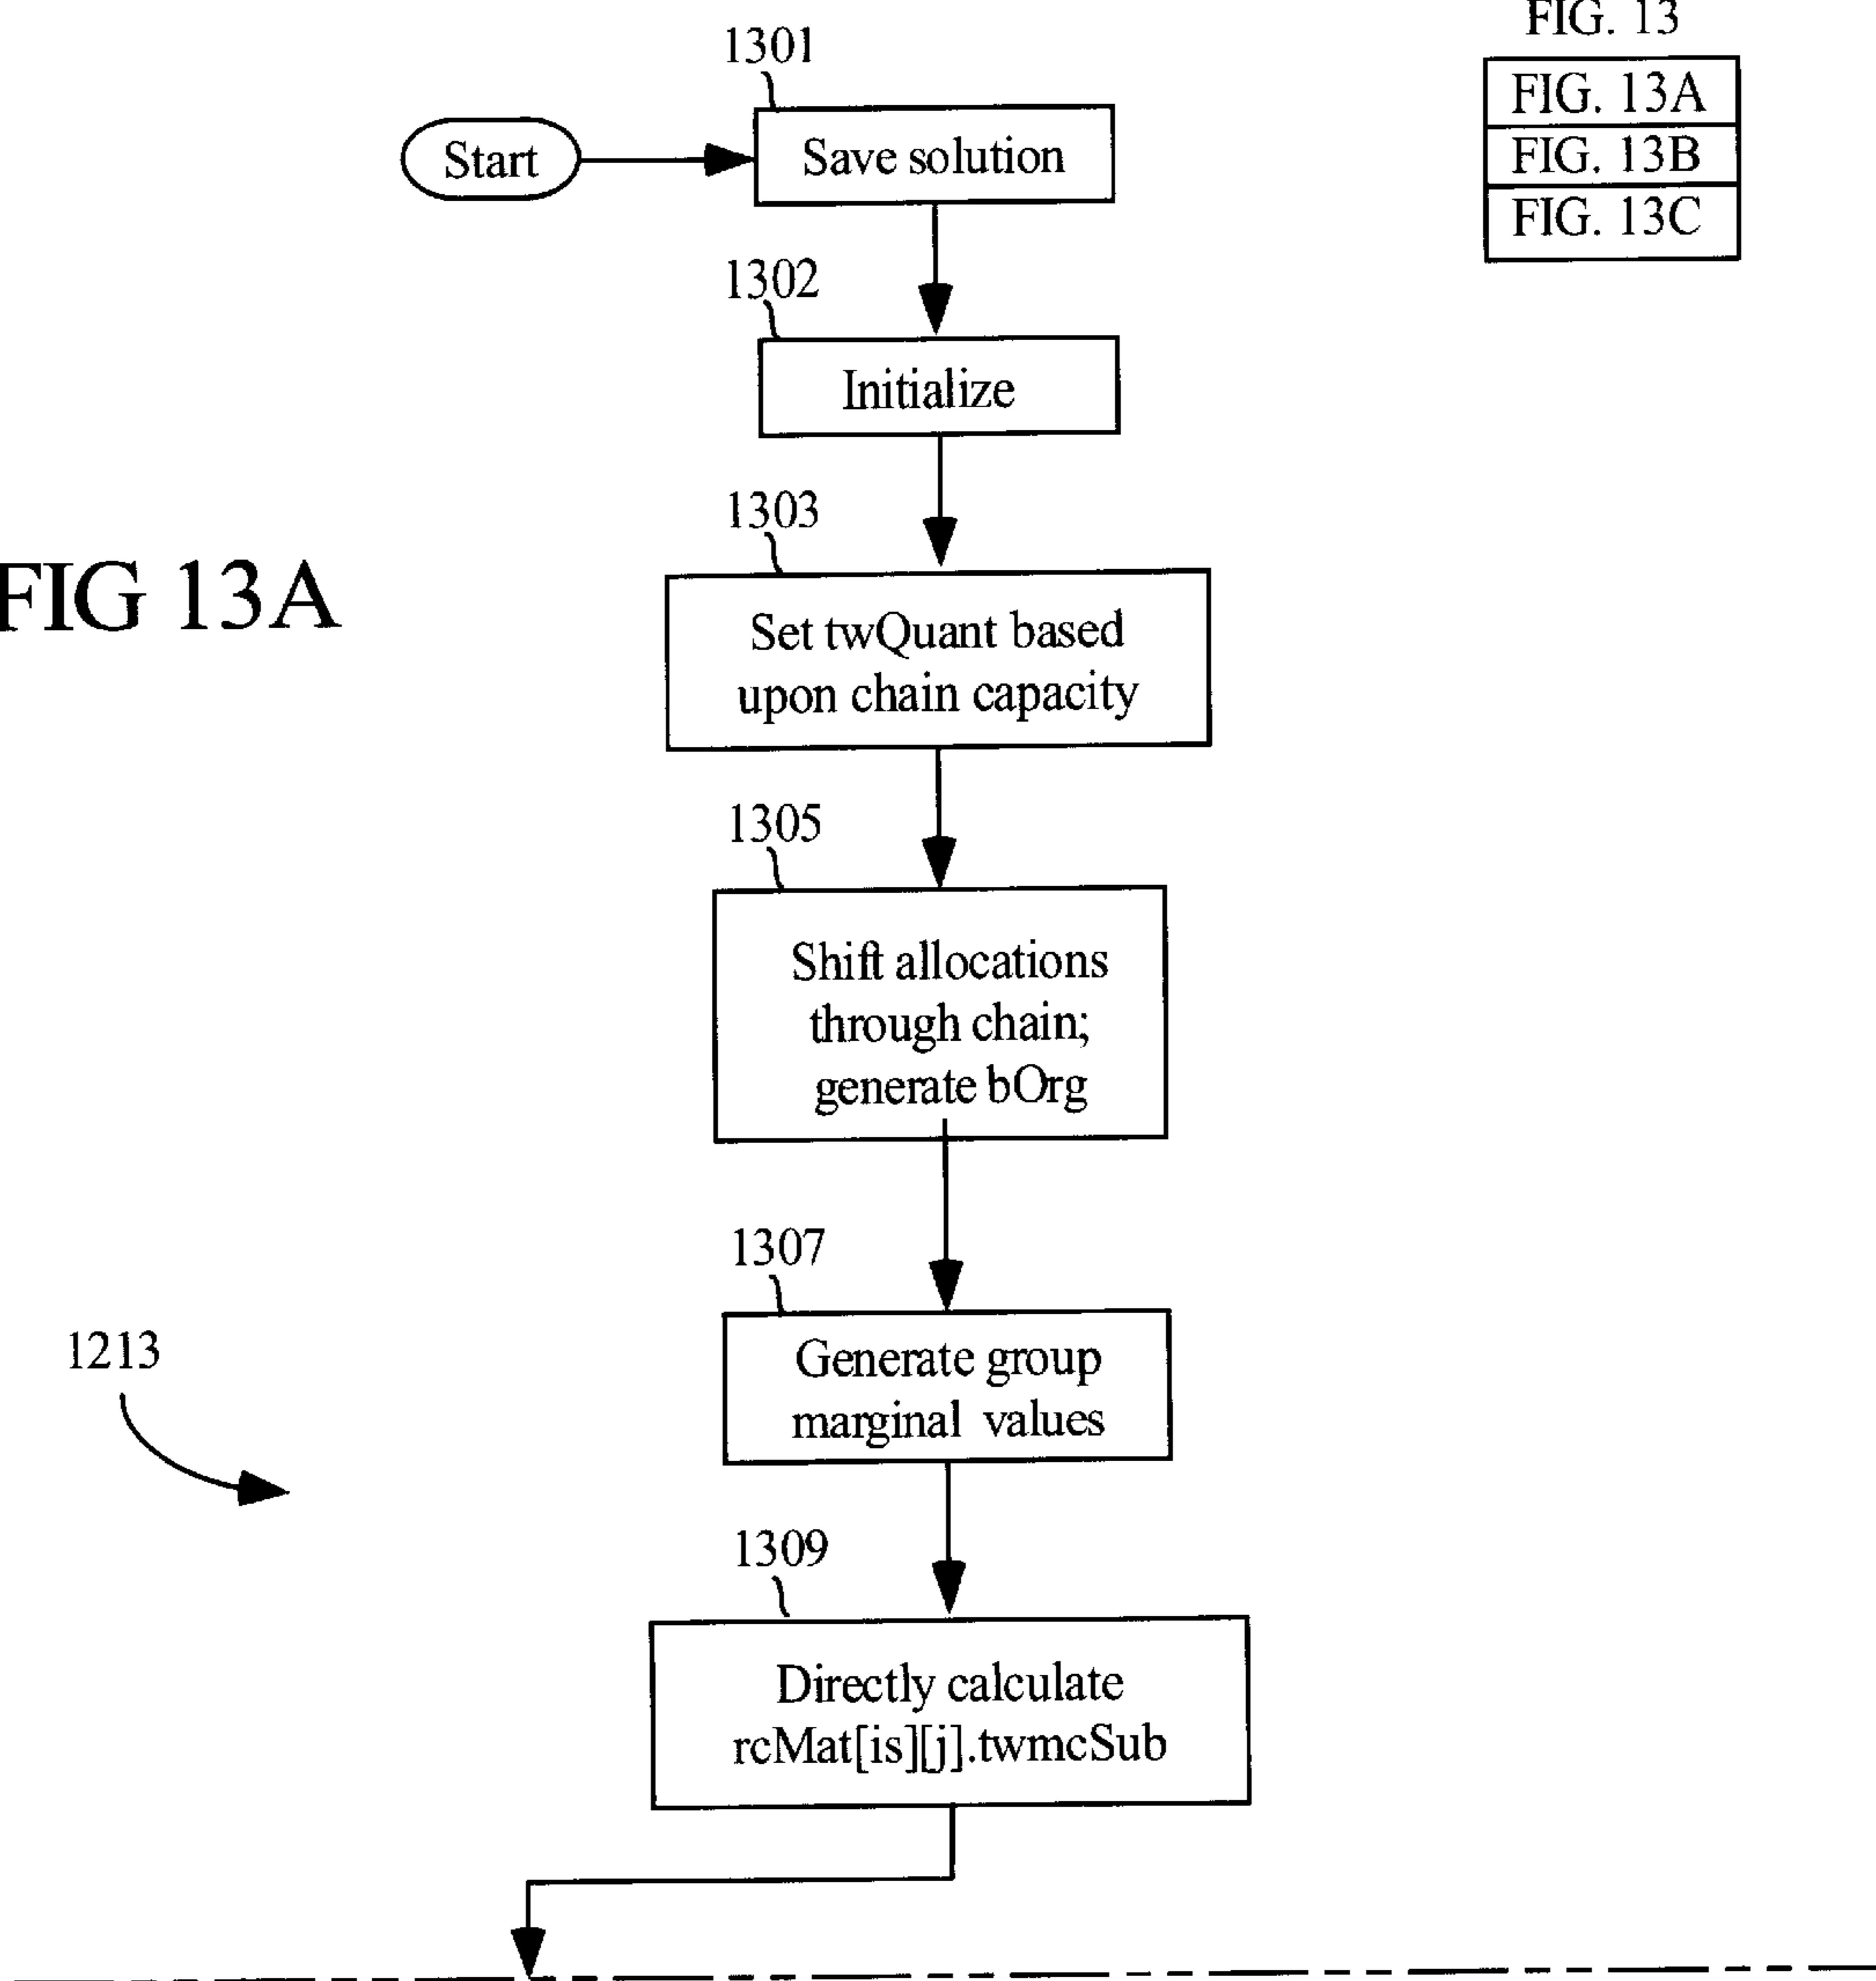 FIG. 13
FIG. 13A
FIG. 13B
FIG. 13C
1301
Start
Save solution
1302
Initialize
1303
FIG 13A
Set twQuant based
upon chain capacity
1305
Shift allocations
through chain;
generate bOrg
1307
Generate group
marginal values
1213
1309
Directly calculate
rcMat[is][j].twmcSub